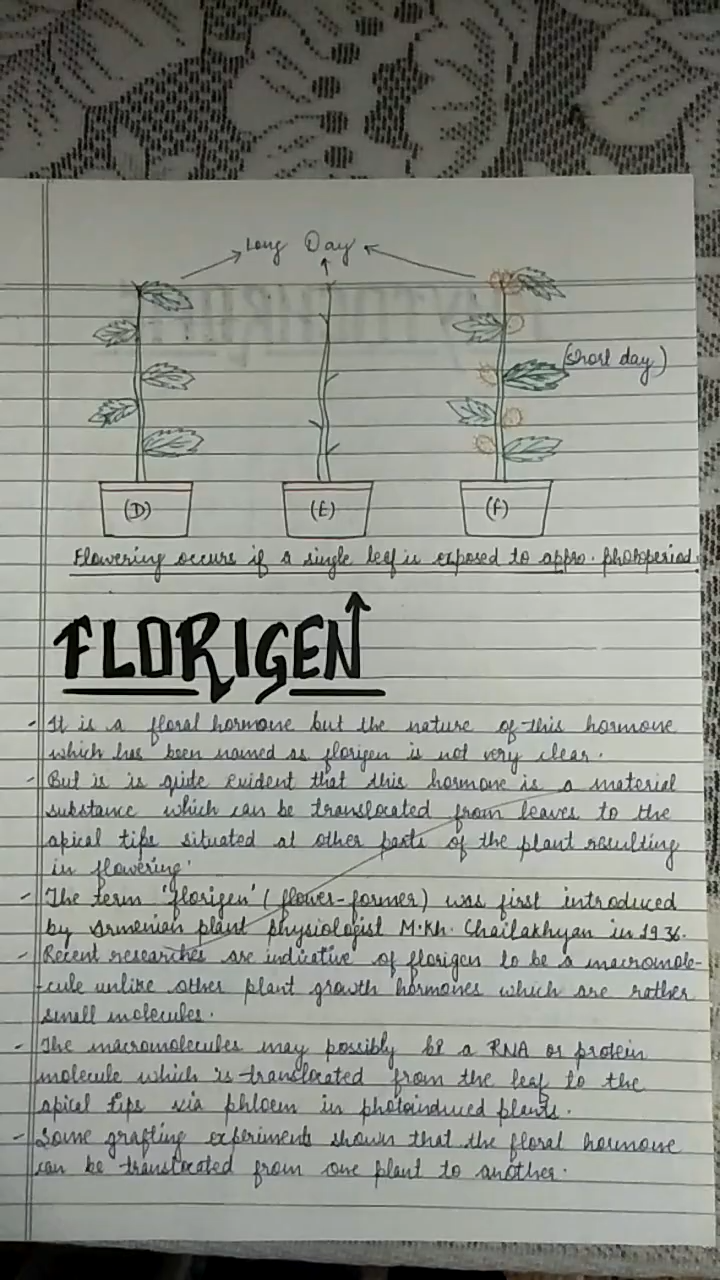 Long Day
(short day)
(D)
(E)
(F)
Flowering occurs if a single leaf is exposed to appro. photoperiod.
FLORIGEN
- It is a floral hormone but the nature of this hormone
which has been named as florigen is not very clear.
- But is is quite evident that this hormone is a material
substance which can be translocated from leaves to the
apical tips situated at other parts of the plant resulting
in flowering.
- The term 'florigen' (flower-former) was first introduced
by Armenian plant physiologist M.Kh. Chailakhyan in 1936.
- Recent researches are indictive of florigen to be a macromole-
-cule unlike other plant growth hormones which are rather
small molecules.
- The macromolecules may possibly be a RNA or protein
molecule which is translocated from the leaf to the
apical tips via phloem in photoinduced plants.
- Some grafting experiments shown that the floral hormone
can be translocated from one plant to another.